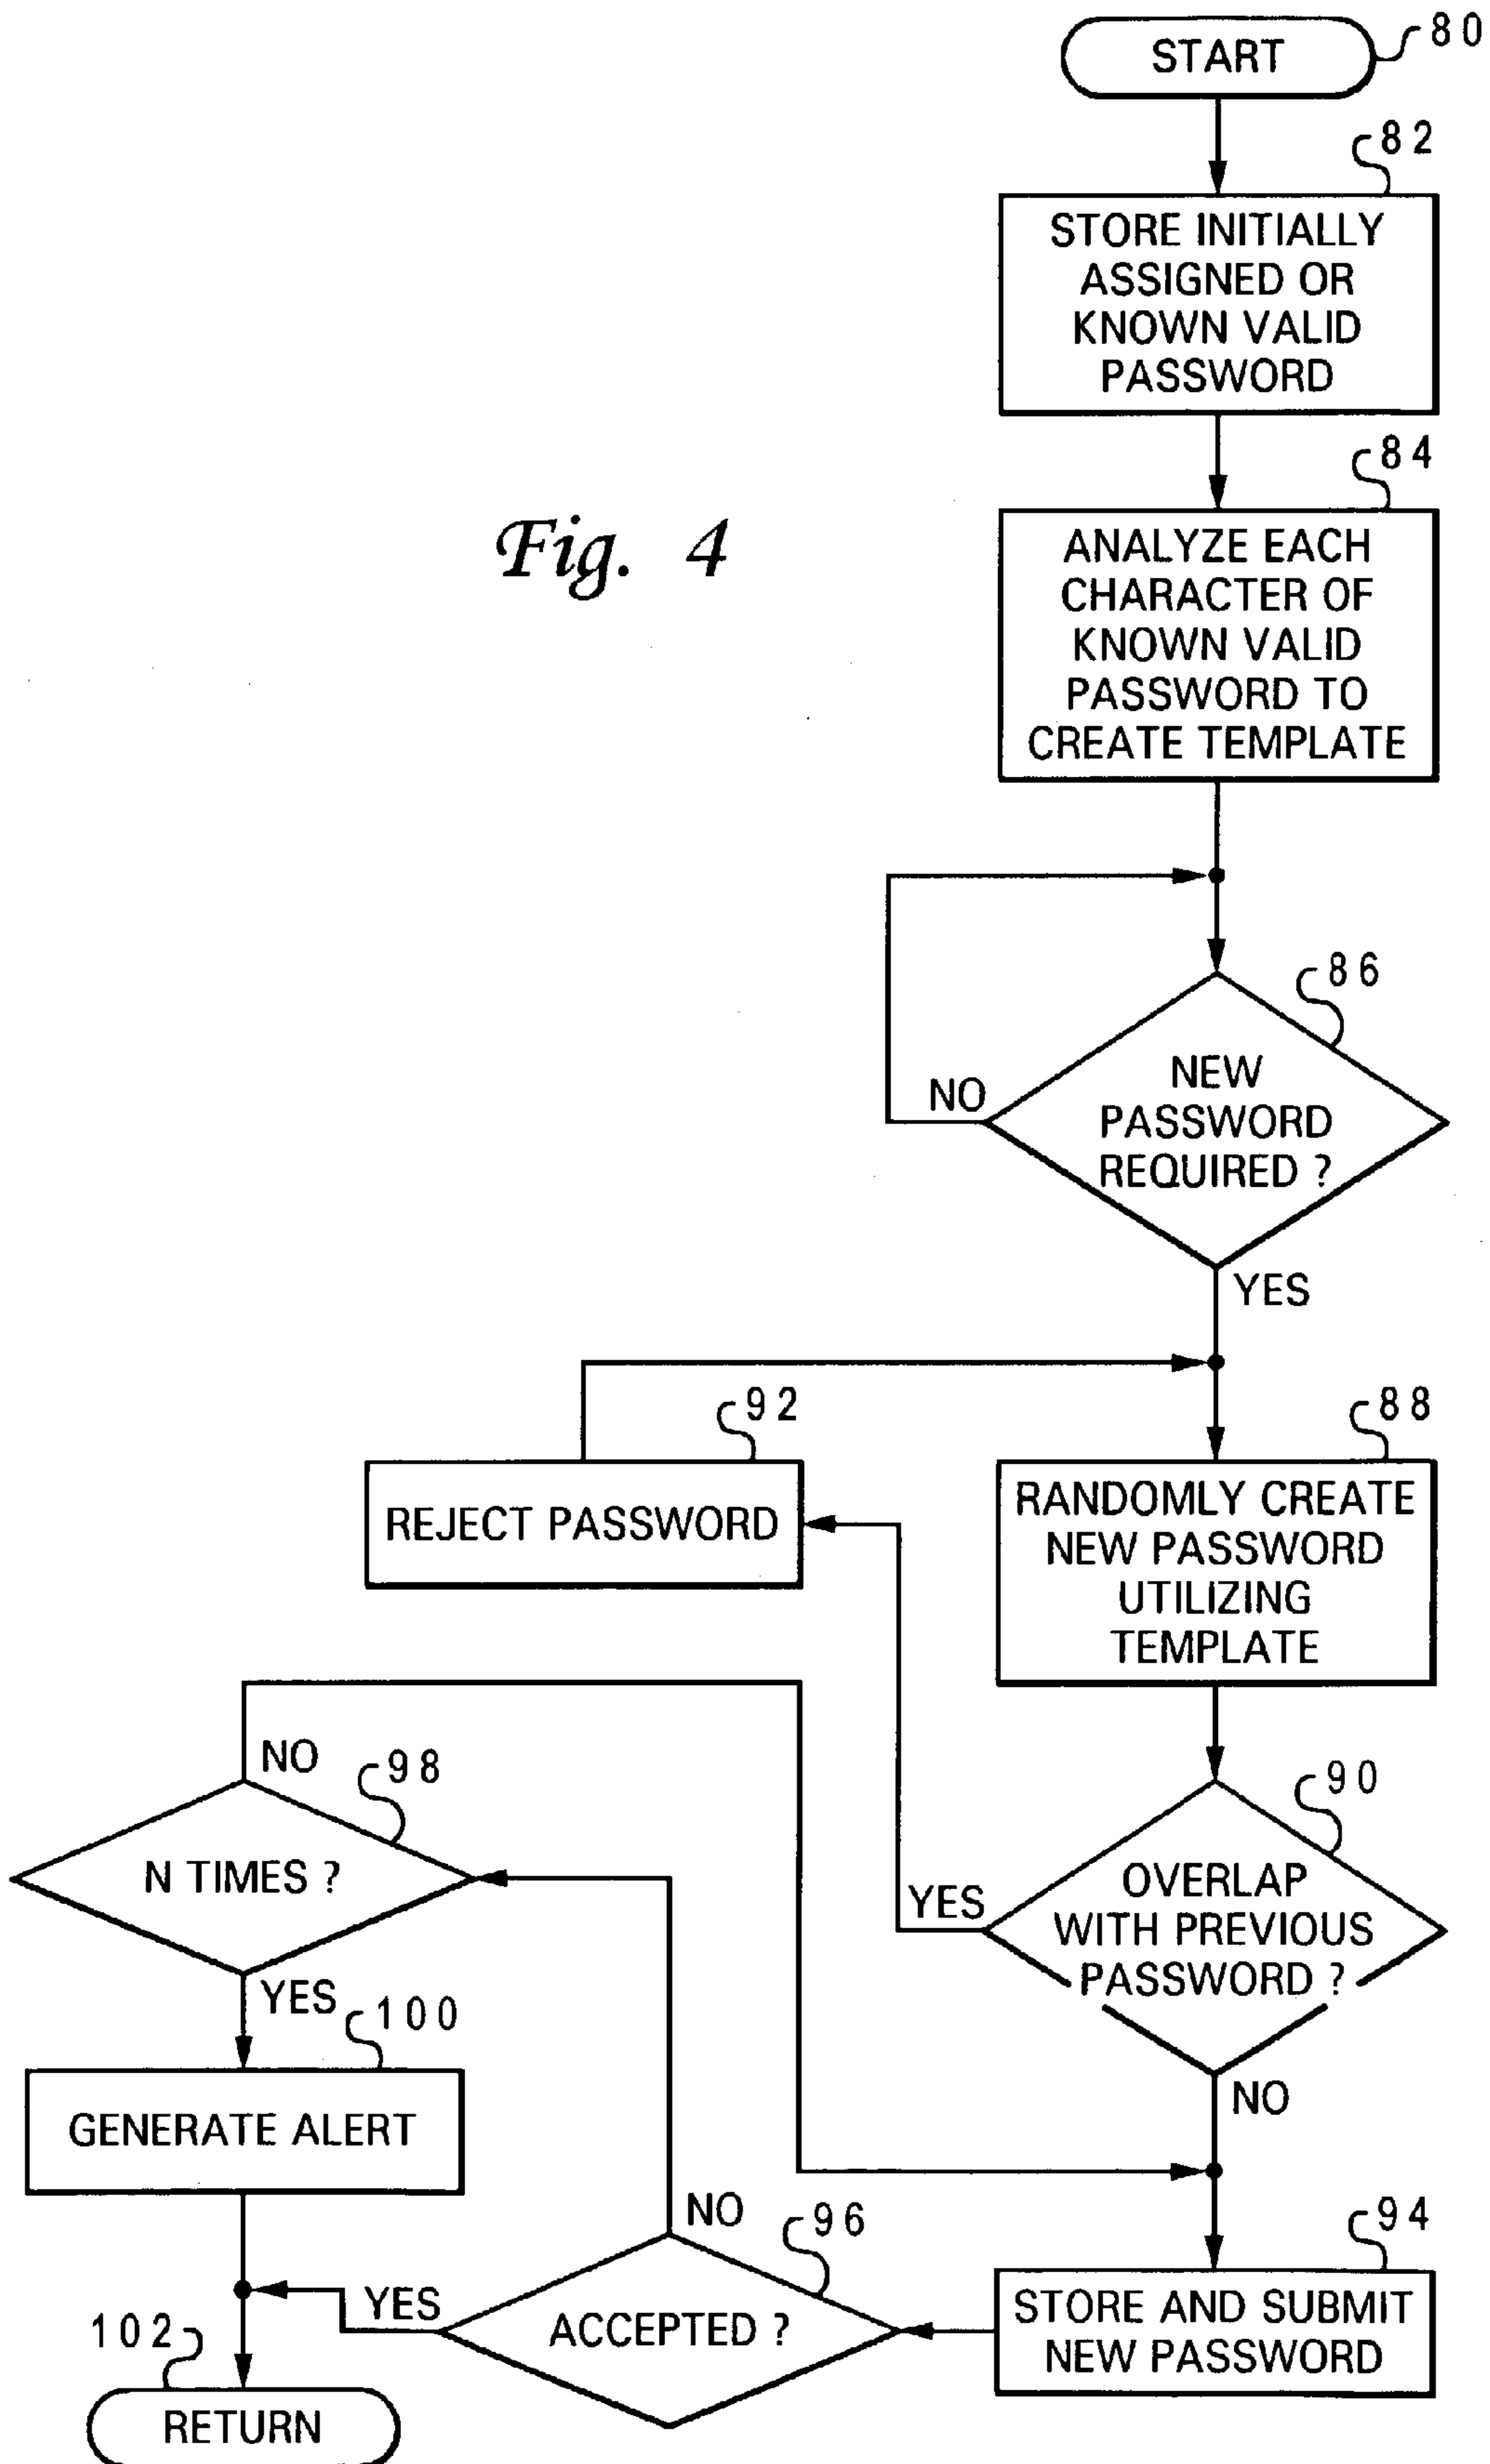 START
80
82
STORE INITIALLY
ASSIGNED OR
KNOWN VALID
PASSWORD
84
ANALYZE EACH
CHARACTER OF
KNOWN VALID
PASSWORD TO
CREATE TEMPLATE
Fig. 4
86
NEW
PASSWORD
REQUIRED ?
NO
YES
92
REJECT PASSWORD
88
RANDOMLY CREATE
NEW PASSWORD
UTILIZING
TEMPLATE
90
OVERLAP
WITH PREVIOUS
PASSWORD ?
YES
NO
NO
98
N TIMES ?
YES
100
GENERATE ALERT
NO
96
ACCEPTED ?
YES
94
STORE AND SUBMIT
NEW PASSWORD
102
RETURN